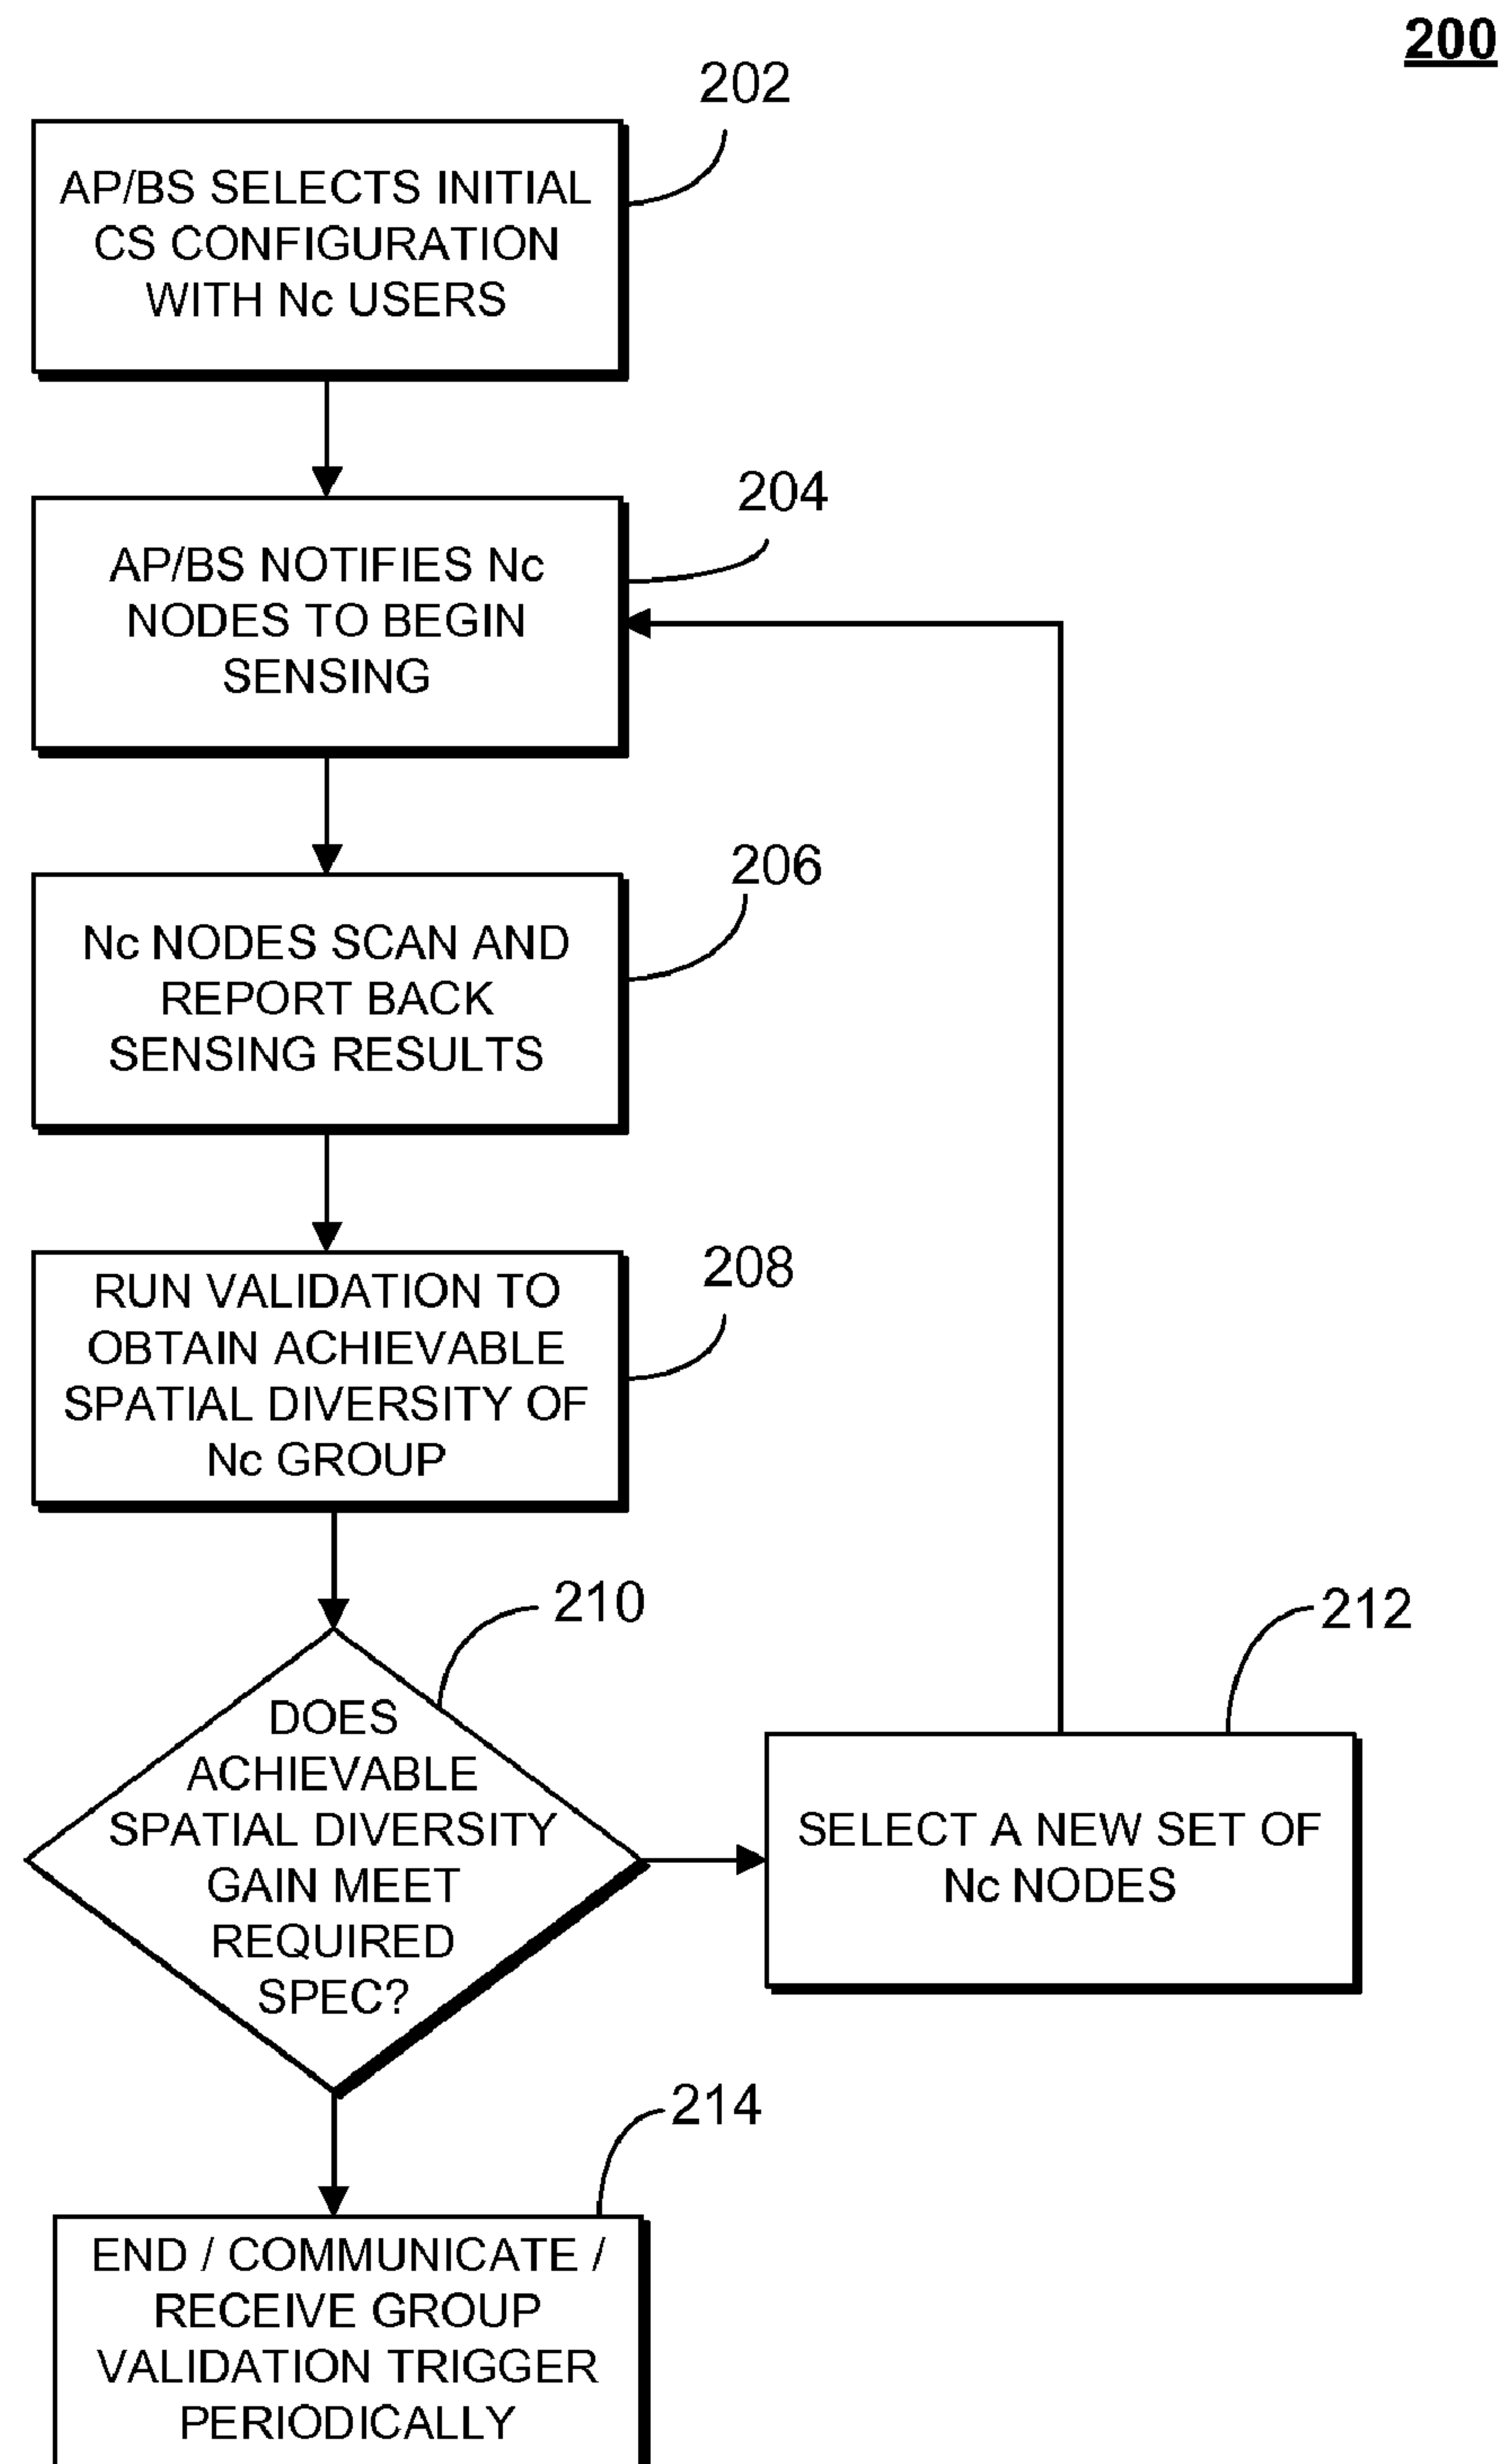 200
202
AP/BS SELECTS INITIAL
CS CONFIGURATION
WITH Nc USERS
204
AP/BS NOTIFIES Nc
NODES TO BEGIN
SENSING
206
Nc NODES SCAN AND
REPORT BACK
SENSING RESULTS
208
RUN VALIDATION TO
OBTAIN ACHIEVABLE
SPATIAL DIVERSITY OF
Nc GROUP
210
DOES
ACHIEVABLE
SPATIAL DIVERSITY
GAIN MEET
REQUIRED
SPEC?
212
SELECT A NEW SET OF
Nc NODES
214
END / COMMUNICATE /
RECEIVE GROUP
VALIDATION TRIGGER
PERIODICALLY